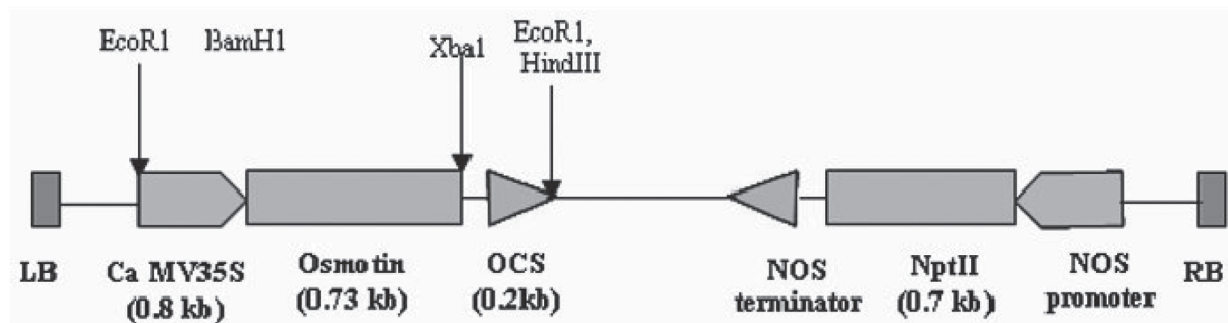 EcoR1 BamH1 Xba1 EcoR1,
HindIII
LB Ca MV35S Osmotin OCS NOS NptII NOS RB
(0.8 kb) (0.73 kb) (0.2kb) terminator (0.7 kb) promoter